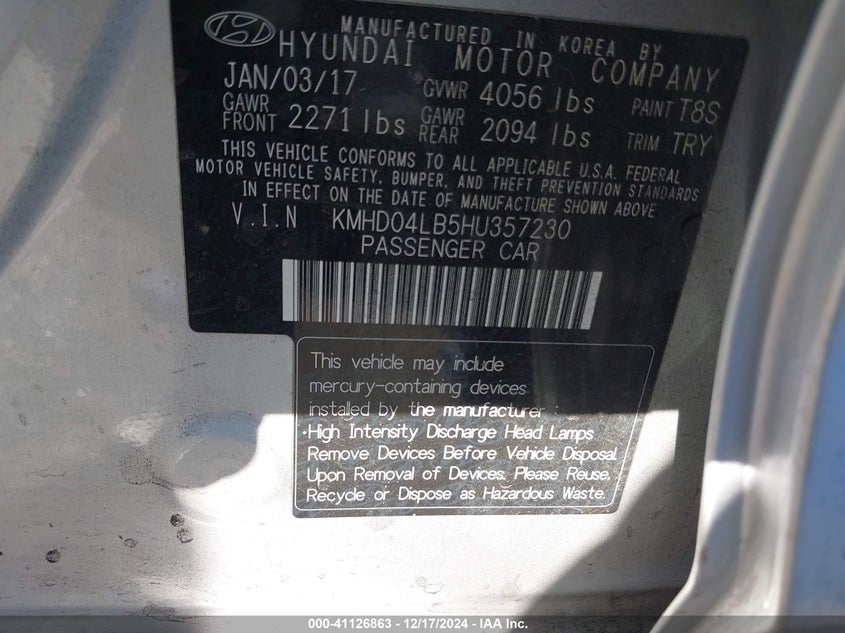 MANUFACTURED IN KOREA BY
HYUNDAI MOTOR COMPANY
JAN/03/17 GVWR 4056 lbs PAINT T8S
GAWR FRONT 2271 lbs GAWR REAR 2094 lbs TRIM TRY
THIS VEHICLE CONFORMS TO ALL APPLICABLE U.S.A. FEDERAL
MOTOR VEHICLE SAFETY, BUMPER, AND THEFT PREVENTION STANDARDS
IN EFFECT ON THE DATE OF MANUFACTURE SHOWN ABOVE
V.I.N KMHD04LB5HU357230
PASSENGER CAR
This vehicle may include
mercury-containing devices
installed by the manufacturer :
·High Intensity Discharge Head Lamps
Remove Devices Before Vehicle Disposal
Upon Removal of Devices. Please Reuse,
Recycle or Dispose as Hazardous Waste.
000-41126863 - 12/17/2024 - IAA Inc.